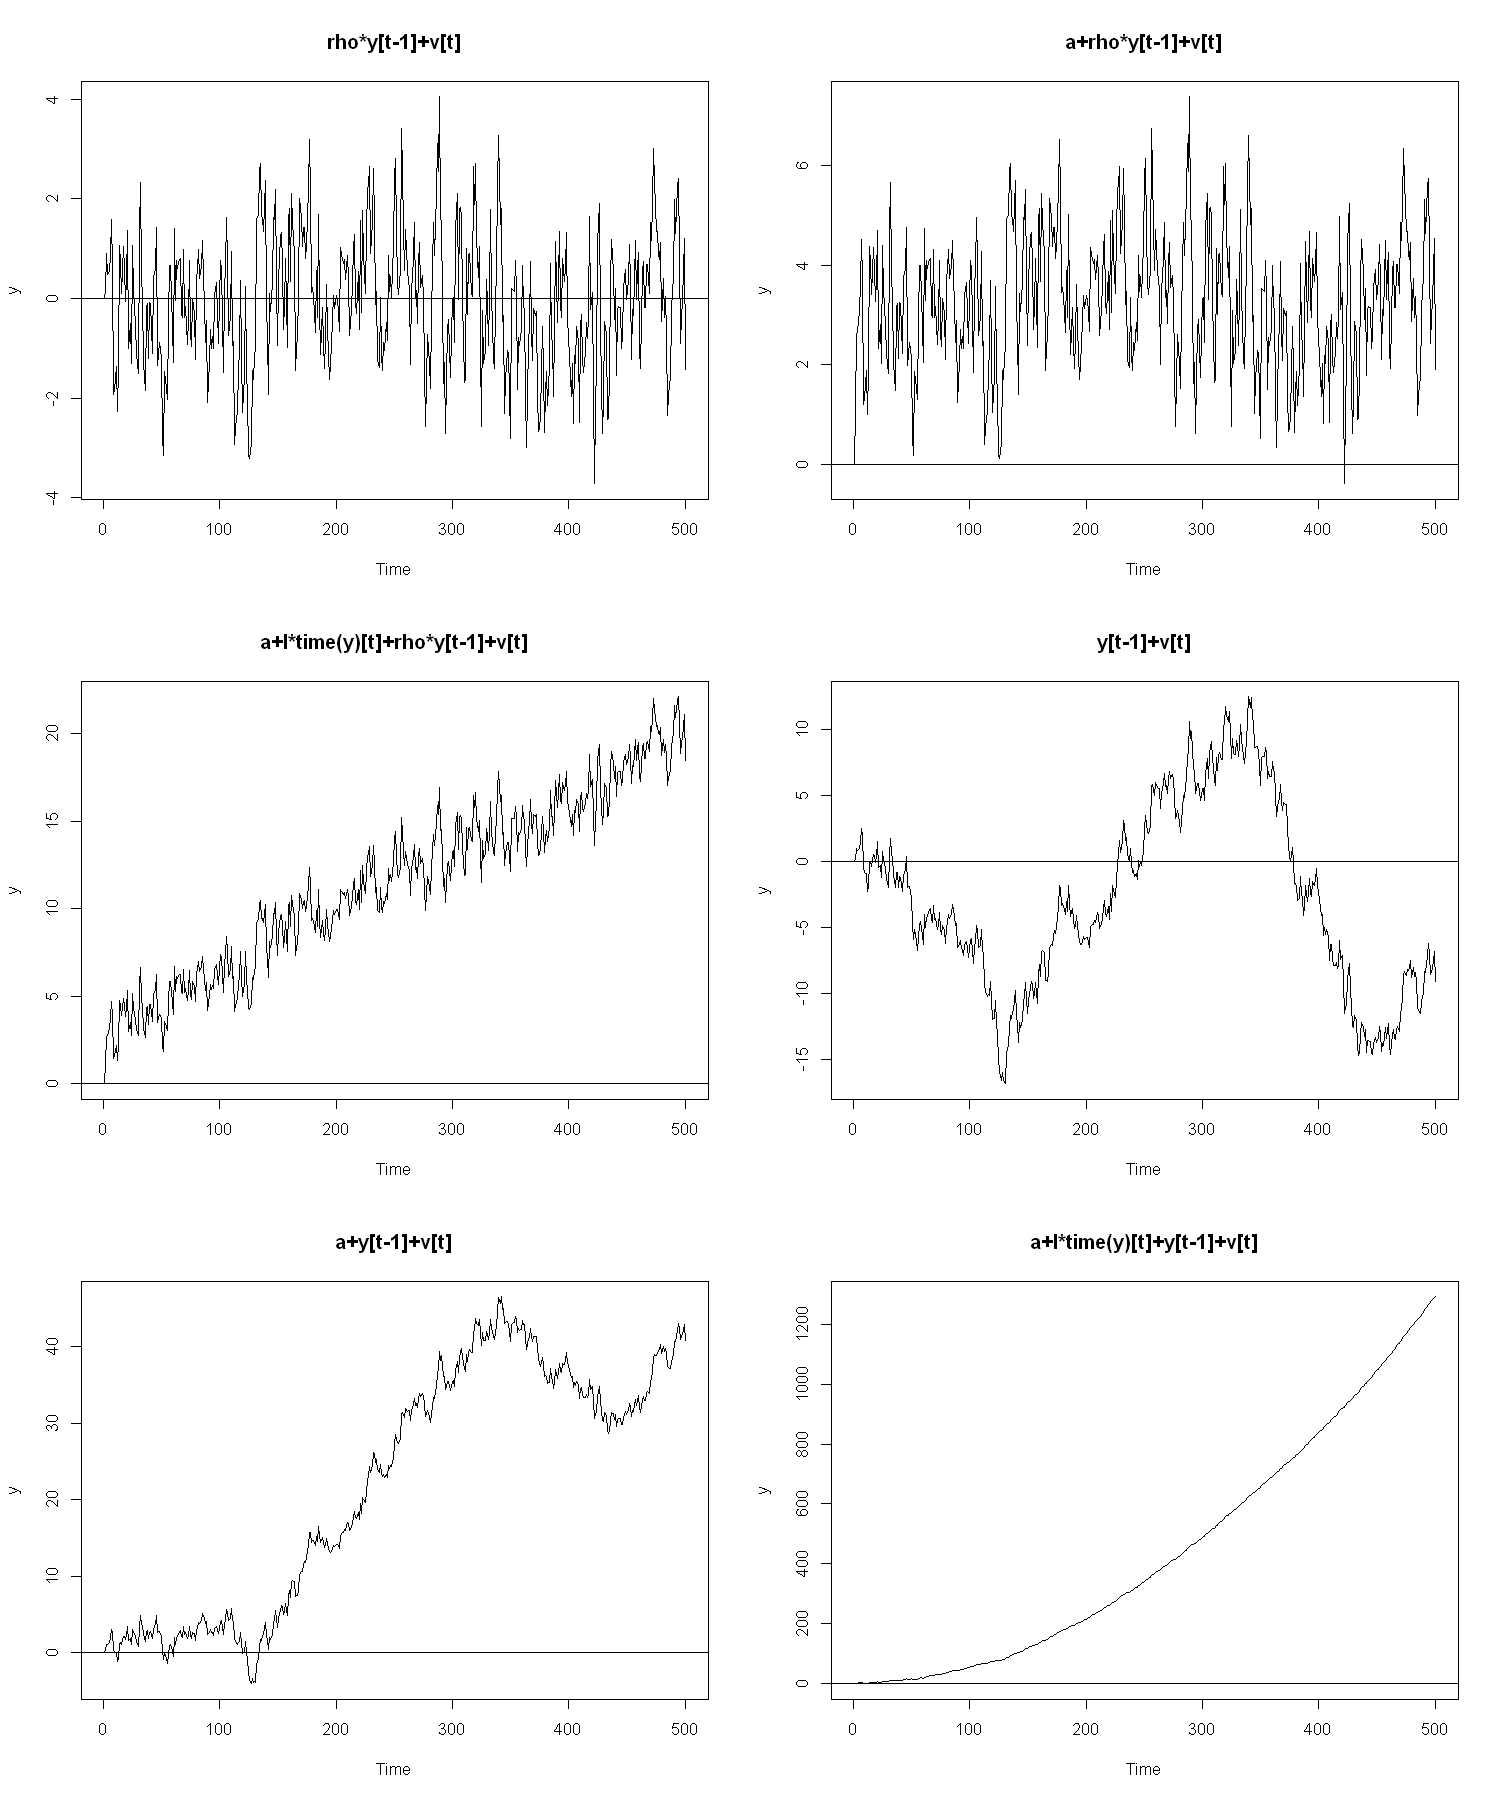 rho*y[t-1]+v[t]
y
4
2
0
-2
-4
0 100 200 300 400 500
Time
a+rho*y[t-1]+v[t]
y
6
4
2
0
0 100 200 300 400 500
Time
a+l*time(y)[t]+rho*y[t-1]+v[t]
y
20
15
10
5
0
0 100 200 300 400 500
Time
y[t-1]+v[t]
y
10
5
0
-5
-10
-15
0 100 200 300 400 500
Time
a+y[t-1]+v[t]
y
40
30
20
10
0
0 100 200 300 400 500
Time
a+l*time(y)[t]+y[t-1]+v[t]
y
1200
1000
800
600
400
200
0
0 100 200 300 400 500
Time